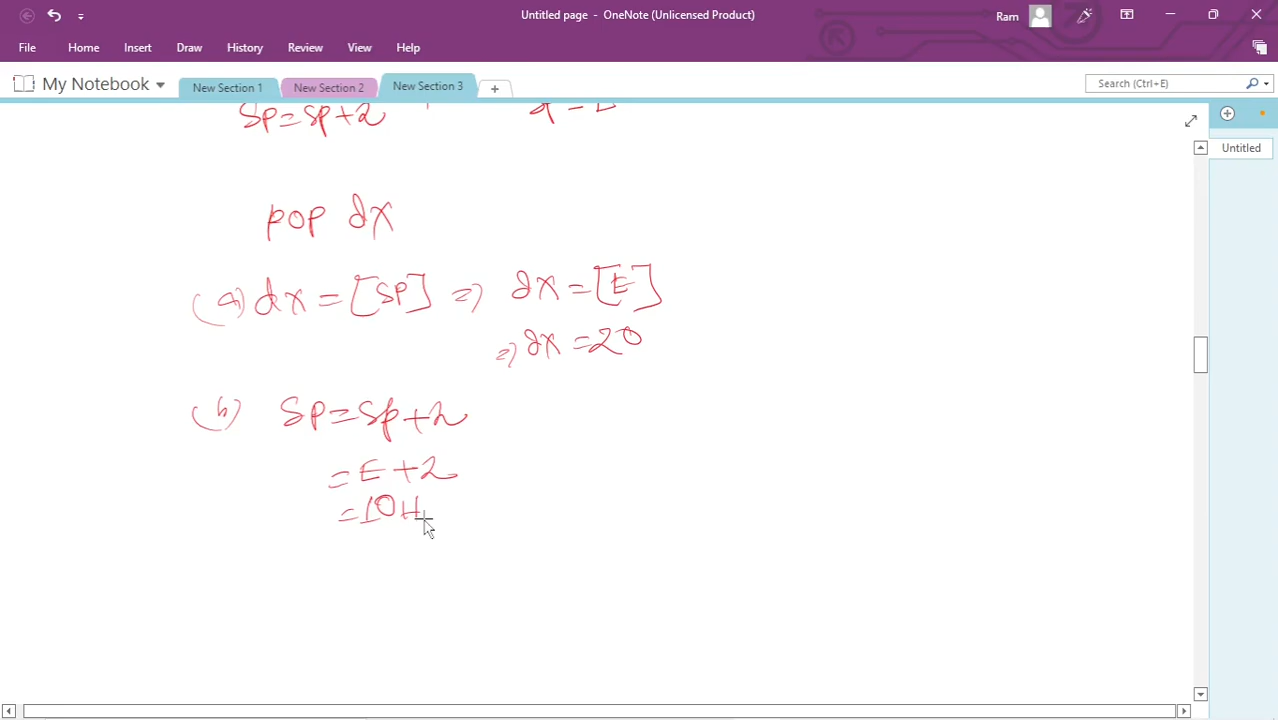 Untitled page - OneNote (Unlicensed Product)
Ram
File Home Insert Draw History Review View Help
My Notebook New Section 1 New Section 2 New Section 3
Search (Ctrl+E)
Untitled
SP=SP+2
pop dx
(a) dx = [SP] => dx = [E]
=> dx = 20
(b) SP=SP+2
= E+2
=10H